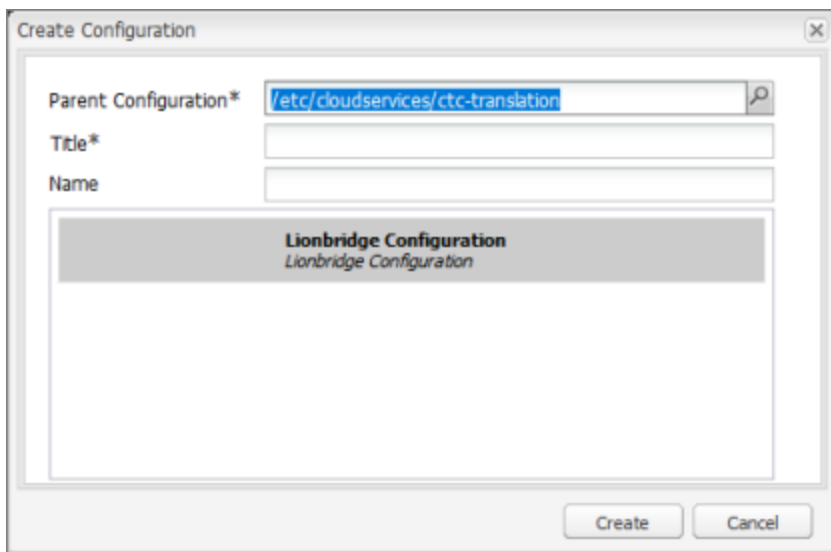 Create Configuration
Parent Configuration* /etc/cloudservices/ctc-translation
Title*
Name
Lionbridge Configuration
Lionbridge Configuration
Create Cancel